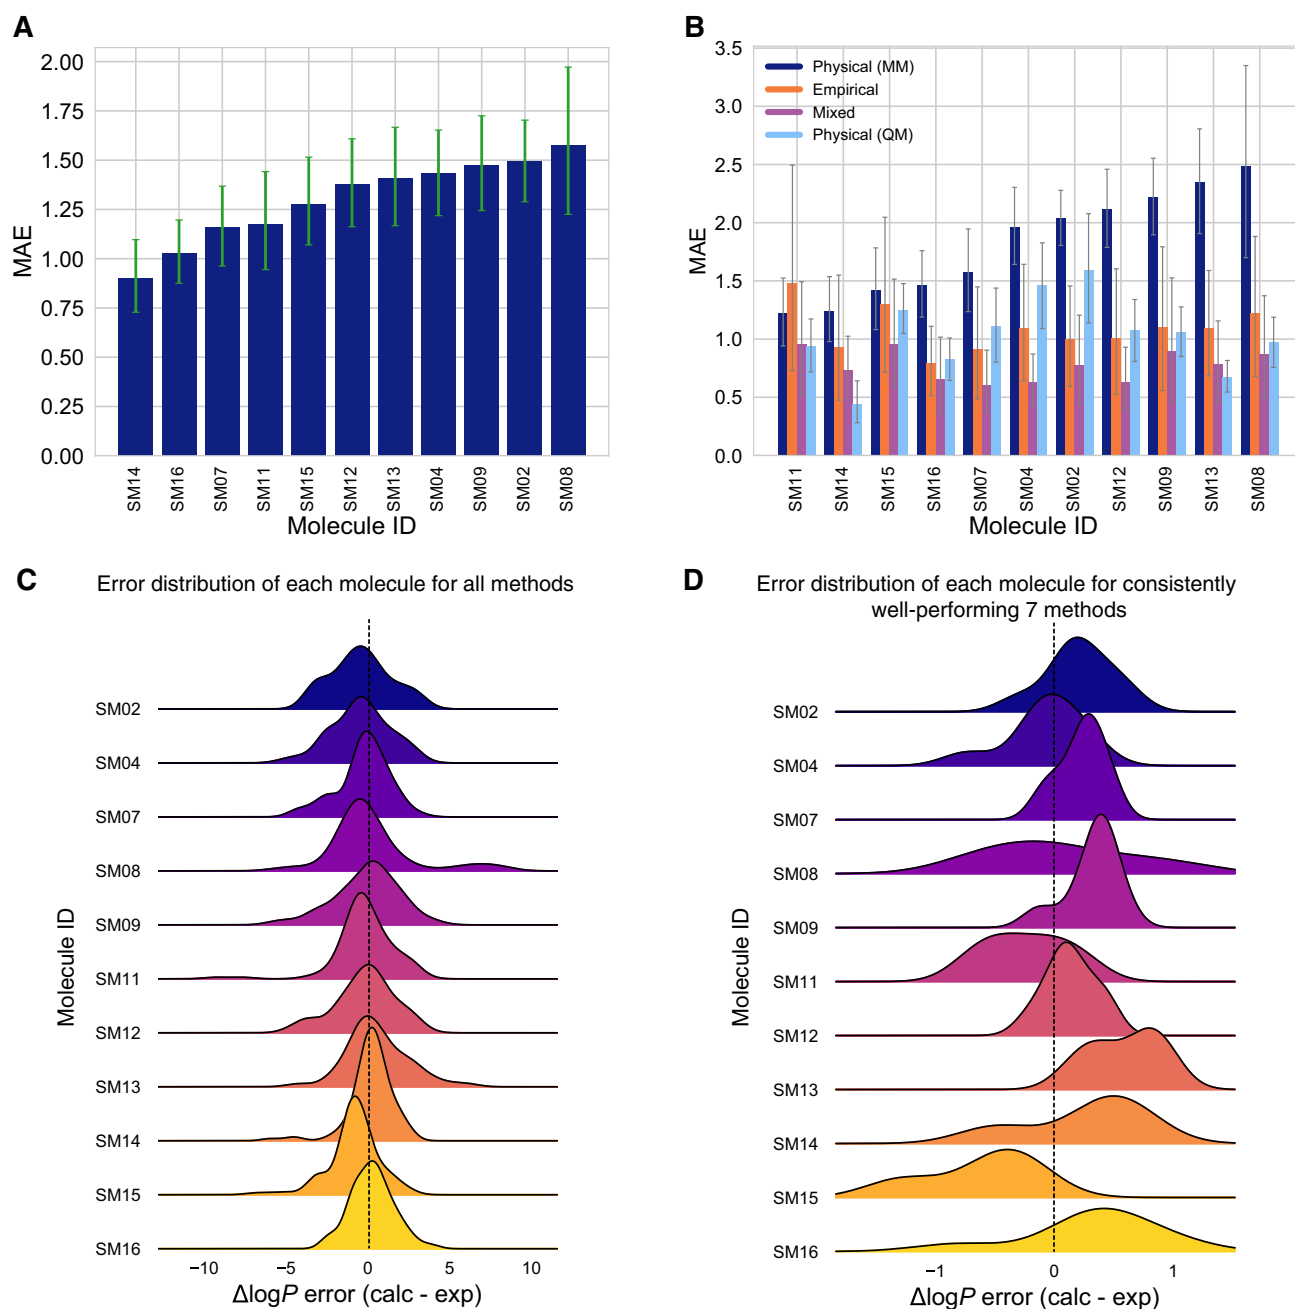 A
2.00
1.75
1.50
1.25
1.00
0.75
0.50
0.25
0.00
MAE
SM14 SM16 SM07 SM11 SM15 SM12 SM13 SM04 SM09 SM02 SM08
Molecule ID
B
3.5
3.0
2.5
2.0
1.5
1.0
0.5
0.0
MAE
Physical (MM)
Empirical
Mixed
Physical (QM)
SM11 SM14 SM15 SM16 SM07 SM04 SM02 SM12 SM09 SM13 SM08
Molecule ID
C
Error distribution of each molecule for all methods
Molecule ID
SM02
SM04
SM07
SM08
SM09
SM11
SM12
SM13
SM14
SM15
SM16
−10 −5 0 5 10
ΔlogP error (calc - exp)
D
Error distribution of each molecule for consistently
well-performing 7 methods
Molecule ID
SM02
SM04
SM07
SM08
SM09
SM11
SM12
SM13
SM14
SM15
SM16
−1 0 1
ΔlogP error (calc - exp)